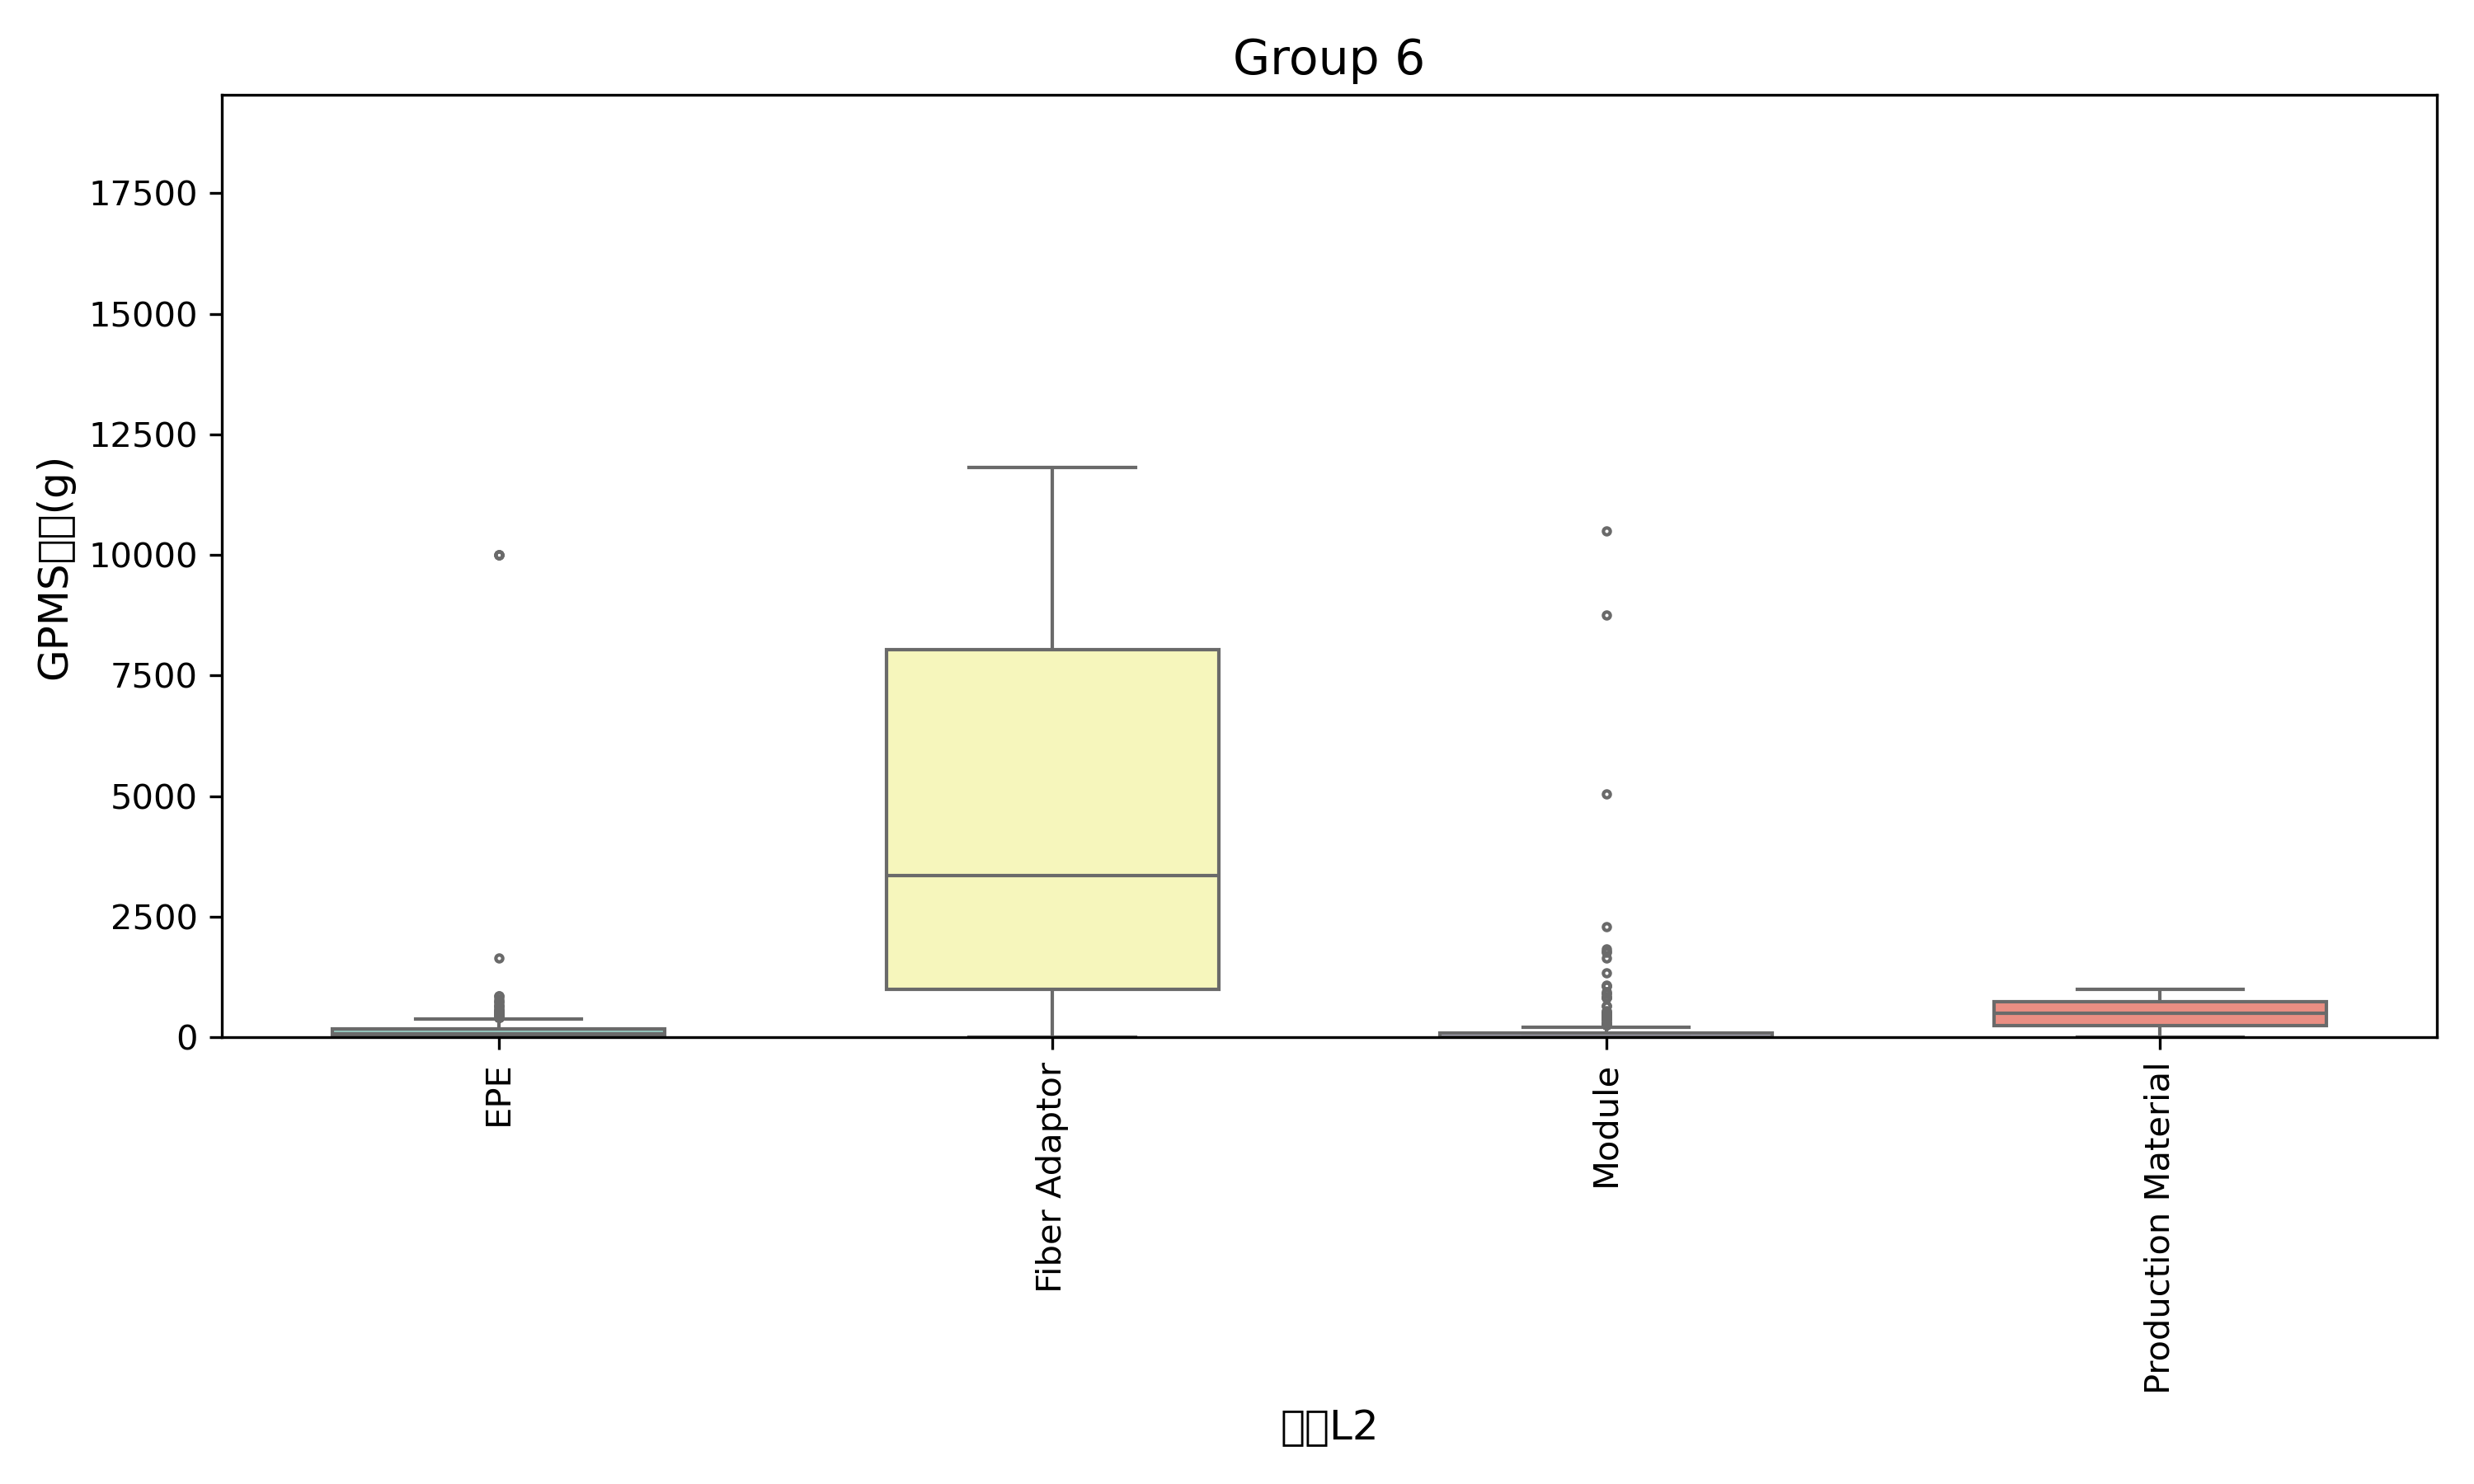 Group 6
GPMS□□(g)
17500
15000
12500
10000
7500
5000
2500
0
EPE
Fiber Adaptor
Module
Production Material
□□L2